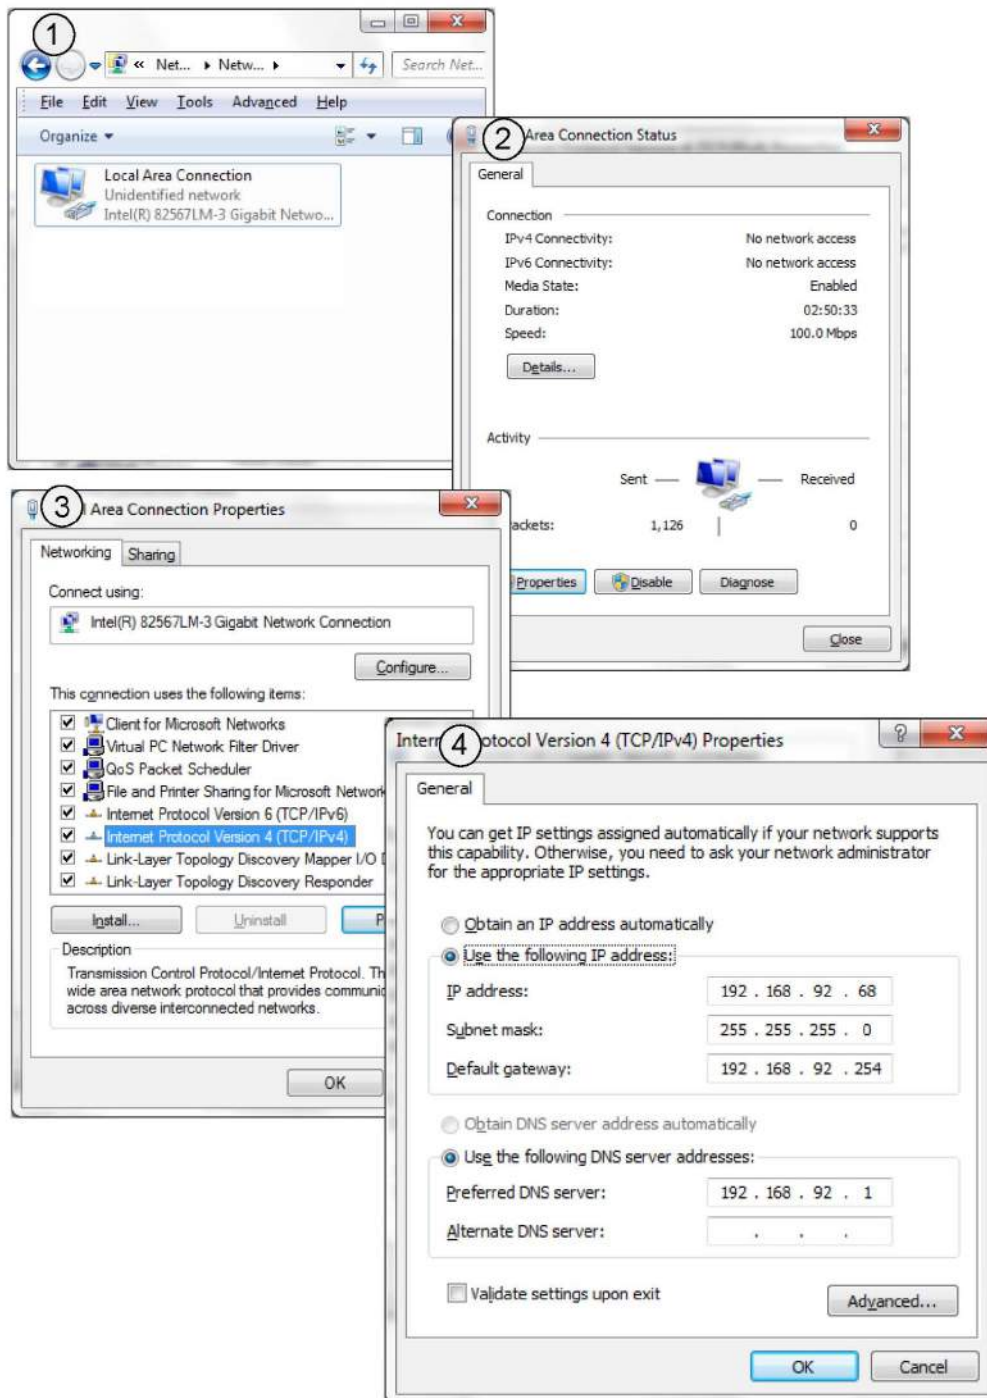 1
« Net... Netw... Search Net...
File Edit View Tools Advanced Help
Organize
Local Area Connection
Unidentified network
Intel(R) 82567LM-3 Gigabit Netwo...
2 Area Connection Status
General
Connection
IPv4 Connectivity: No network access
IPv6 Connectivity: No network access
Media State: Enabled
Duration: 02:50:33
Speed: 100.0 Mbps
Details...
Activity
Sent Received
ackets: 1,126 0
Properties Disable Diagnose
Close
3 Area Connection Properties
Networking Sharing
Connect using:
Intel(R) 82567LM-3 Gigabit Network Connection
Configure...
This connection uses the following items:
Client for Microsoft Networks
Virtual PC Network Filter Driver
QoS Packet Scheduler
File and Printer Sharing for Microsoft Network
Internet Protocol Version 6 (TCP/IPv6)
Internet Protocol Version 4 (TCP/IPv4)
Link-Layer Topology Discovery Mapper I/O
Link-Layer Topology Discovery Responder
Install... Uninstall P
Description
Transmission Control Protocol/Internet Protocol. Th
wide area network protocol that provides communic
across diverse interconnected networks.
OK
Intern 4 otocol Version 4 (TCP/IPv4) Properties
General
You can get IP settings assigned automatically if your network supports
this capability. Otherwise, you need to ask your network administrator
for the appropriate IP settings.
Obtain an IP address automatically
Use the following IP address:
IP address: 192 . 168 . 92 . 68
Subnet mask: 255 . 255 . 255 . 0
Default gateway: 192 . 168 . 92 . 254
Obtain DNS server address automatically
Use the following DNS server addresses:
Preferred DNS server: 192 . 168 . 92 . 1
Alternate DNS server: . . .
Validate settings upon exit
Advanced...
OK Cancel